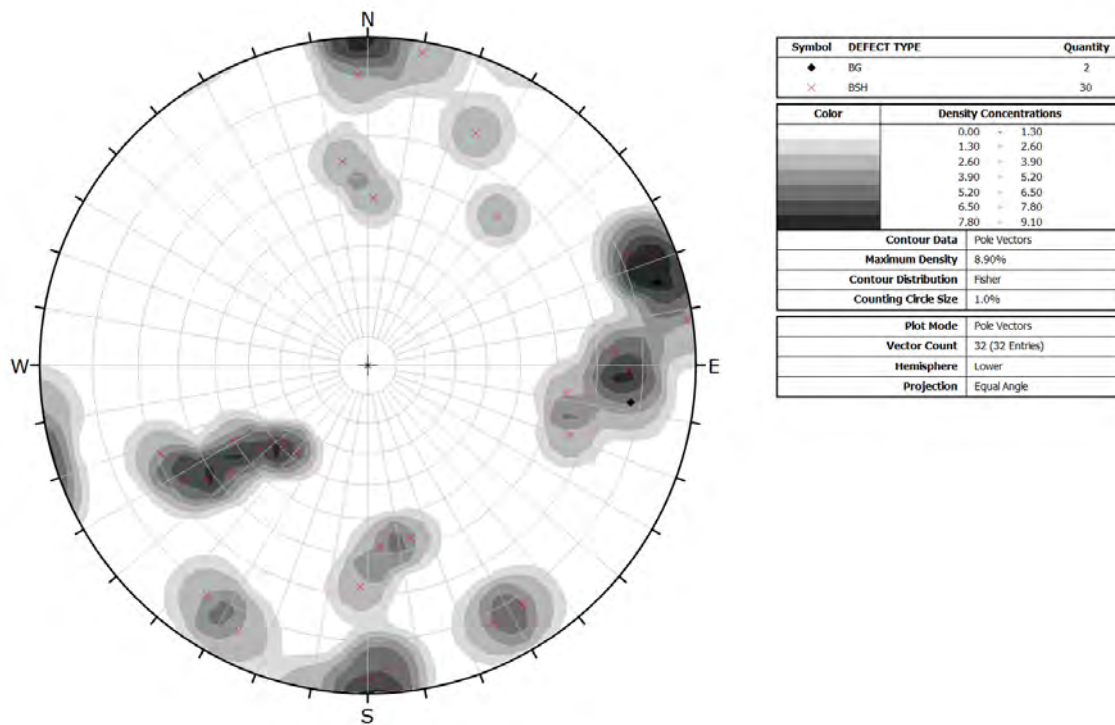 N
W
E
S
Symbol DEFECT TYPE Quantity
BG 2
BSH 30
Color Density Concentrations
0.00 - 1.30
1.30 - 2.60
2.60 - 3.90
3.90 - 5.20
5.20 - 6.50
6.50 - 7.80
7.80 - 9.10
Contour Data Pole Vectors
Maximum Density 8.90%
Contour Distribution Fisher
Counting Circle Size 1.0%
Plot Mode Pole Vectors
Vector Count 32 (32 Entries)
Hemisphere Lower
Projection Equal Angle